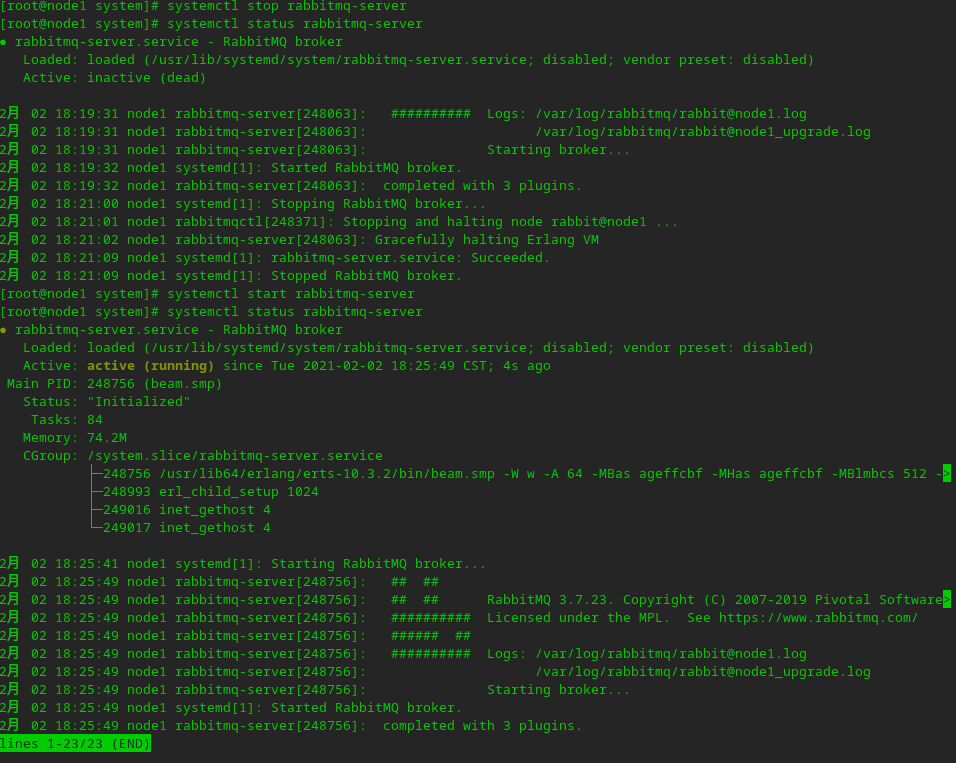 [root@node1 system]# systemctl stop rabbitmq-server
[root@node1 system]# systemctl status rabbitmq-server
● rabbitmq-server.service - RabbitMQ broker
   Loaded: loaded (/usr/lib/systemd/system/rabbitmq-server.service; disabled; vendor preset: disabled)
   Active: inactive (dead)

2月  02 18:19:31 node1 rabbitmq-server[248063]:   ##########  Logs: /var/log/rabbitmq/rabbit@node1.log
2月  02 18:19:31 node1 rabbitmq-server[248063]:                     /var/log/rabbitmq/rabbit@node1_upgrade.log
2月  02 18:19:31 node1 rabbitmq-server[248063]:               Starting broker...
2月  02 18:19:32 node1 systemd[1]: Started RabbitMQ broker.
2月  02 18:19:32 node1 rabbitmq-server[248063]:  completed with 3 plugins.
2月  02 18:21:00 node1 systemd[1]: Stopping RabbitMQ broker...
2月  02 18:21:01 node1 rabbitmqctl[248371]: Stopping and halting node rabbit@node1 ...
2月  02 18:21:02 node1 rabbitmq-server[248063]: Gracefully halting Erlang VM
2月  02 18:21:09 node1 systemd[1]: rabbitmq-server.service: Succeeded.
2月  02 18:21:09 node1 systemd[1]: Stopped RabbitMQ broker.
[root@node1 system]# systemctl start rabbitmq-server
[root@node1 system]# systemctl status rabbitmq-server
● rabbitmq-server.service - RabbitMQ broker
   Loaded: loaded (/usr/lib/systemd/system/rabbitmq-server.service; disabled; vendor preset: disabled)
   Active: active (running) since Tue 2021-02-02 18:25:49 CST; 4s ago
 Main PID: 248756 (beam.smp)
   Status: "Initialized"
    Tasks: 84
   Memory: 74.2M
   CGroup: /system.slice/rabbitmq-server.service
           ├─248756 /usr/lib64/erlang/erts-10.3.2/bin/beam.smp -W w -A 64 -MBas ageffcbf -MHas ageffcbf -MBlmbcs 512 ->
           ├─248993 erl_child_setup 1024
           ├─249016 inet_gethost 4
           └─249017 inet_gethost 4

2月  02 18:25:41 node1 systemd[1]: Starting RabbitMQ broker...
2月  02 18:25:49 node1 rabbitmq-server[248756]:   ##  ##
2月  02 18:25:49 node1 rabbitmq-server[248756]:   ##  ##      RabbitMQ 3.7.23. Copyright (C) 2007-2019 Pivotal Software>
2月  02 18:25:49 node1 rabbitmq-server[248756]:   ##########  Licensed under the MPL.  See https://www.rabbitmq.com/
2月  02 18:25:49 node1 rabbitmq-server[248756]:   ######  ##
2月  02 18:25:49 node1 rabbitmq-server[248756]:   ##########  Logs: /var/log/rabbitmq/rabbit@node1.log
2月  02 18:25:49 node1 rabbitmq-server[248756]:                     /var/log/rabbitmq/rabbit@node1_upgrade.log
2月  02 18:25:49 node1 rabbitmq-server[248756]:               Starting broker...
2月  02 18:25:49 node1 systemd[1]: Started RabbitMQ broker.
2月  02 18:25:49 node1 rabbitmq-server[248756]:  completed with 3 plugins.
lines 1-23/23 (END)